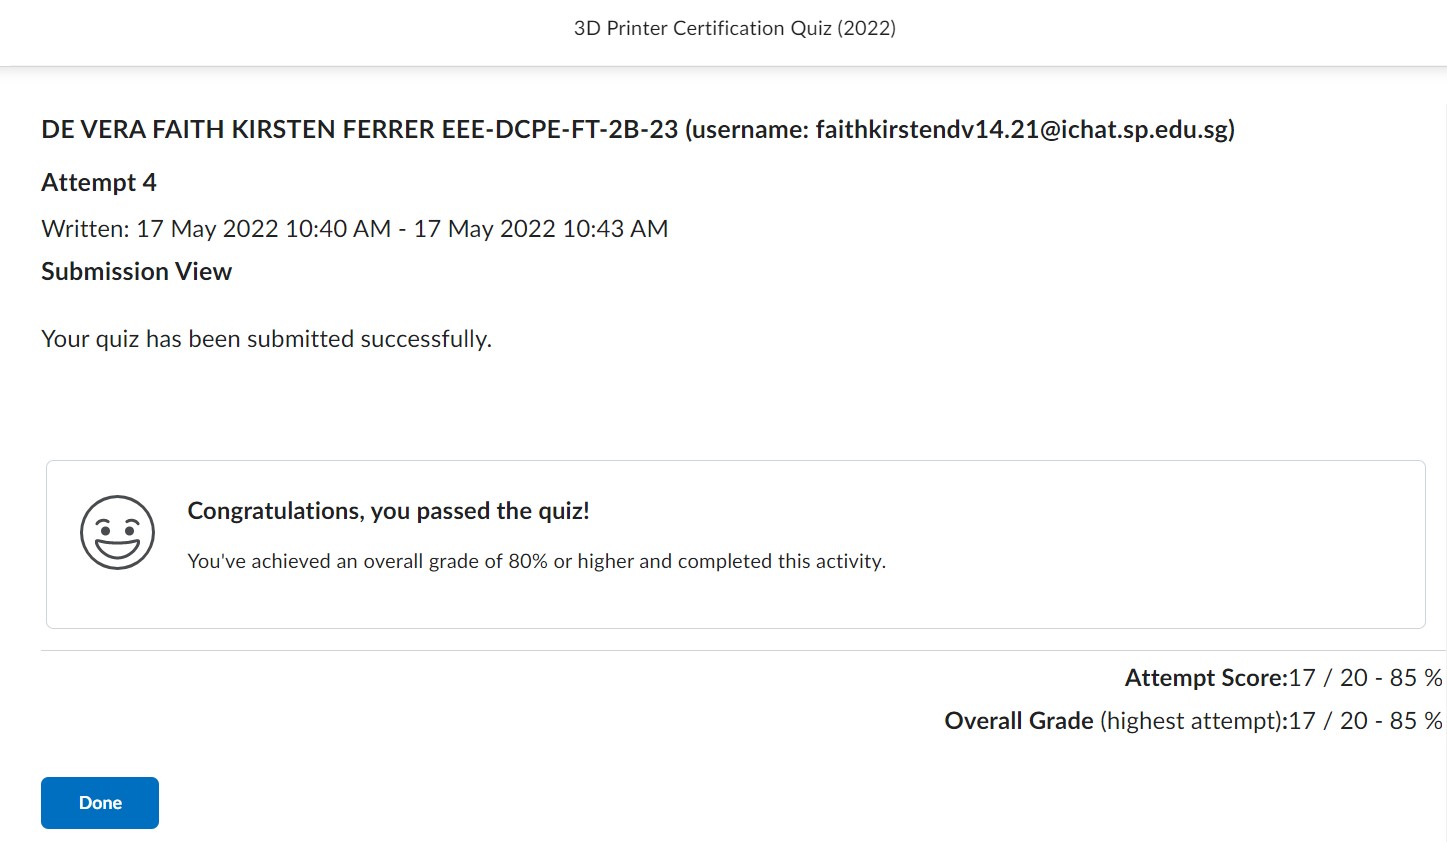 3D Printer Certification Quiz (2022)
DE VERA FAITH KIRSTEN FERRER EEE-DCPE-FT-2B-23 (username: faithkirstendv14.21@ichat.sp.edu.sg)
Attempt 4
Written: 17 May 2022 10:40 AM - 17 May 2022 10:43 AM
Submission View
Your quiz has been submitted successfully.
Congratulations, you passed the quiz!
You've achieved an overall grade of 80% or higher and completed this activity.
Attempt Score:17 / 20 - 85 %
Overall Grade (highest attempt):17 / 20 - 85 %
Done